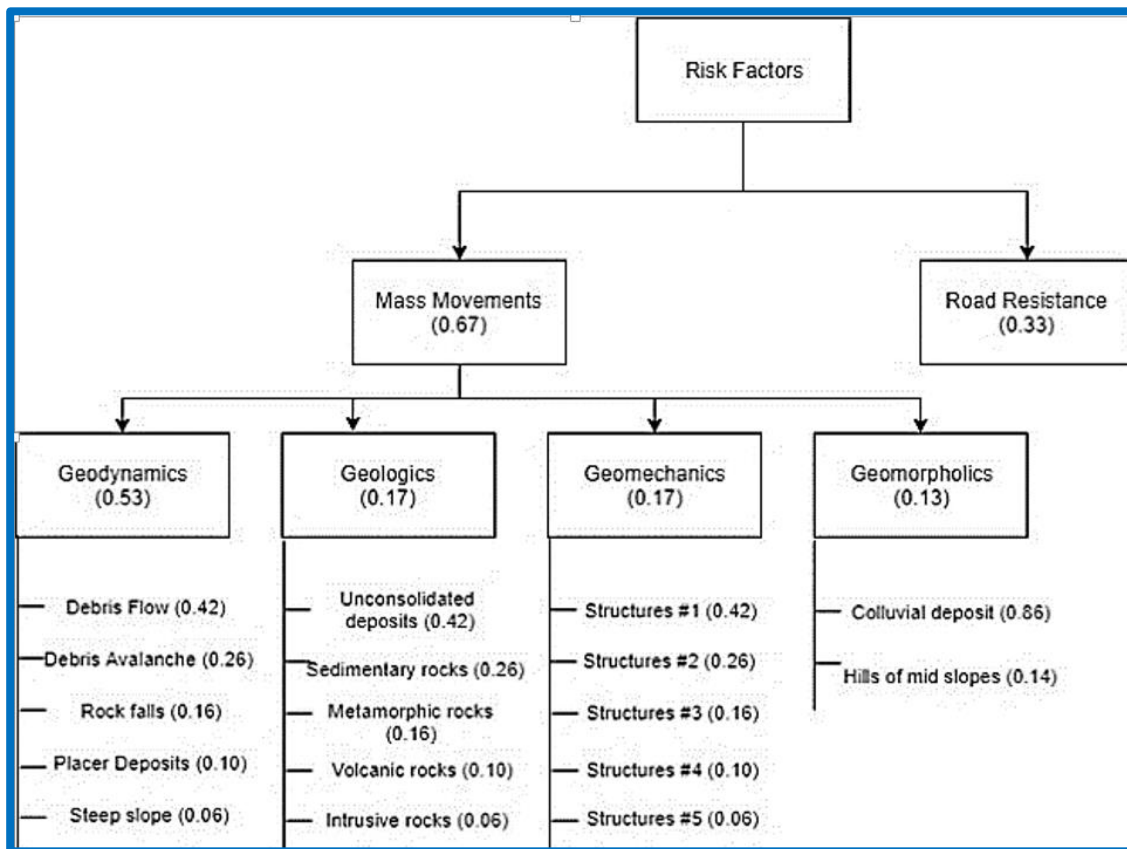 Risk Factors
Mass Movements
(0.67)
Road Resistance
(0.33)
Geodynamics
(0.53)
Geologics
(0.17)
Geomechanics
(0.17)
Geomorpholics
(0.13)
Debris Flow (0.42)
Debris Avalanche (0.26)
Rock falls (0.16)
Placer Deposits (0.10)
Steep slope (0.06)
Unconsolidated
deposits (0.42)
Sedimentary rocks (0.26)
Metamorphic rocks
(0.16)
Volcanic rocks (0.10)
Intrusive rocks (0.06)
Structures #1 (0.42)
Structures #2 (0.26)
Structures #3 (0.16)
Structures #4 (0.10)
Structures #5 (0.06)
Colluvial deposit (0.86)
Hills of mid slopes (0.14)